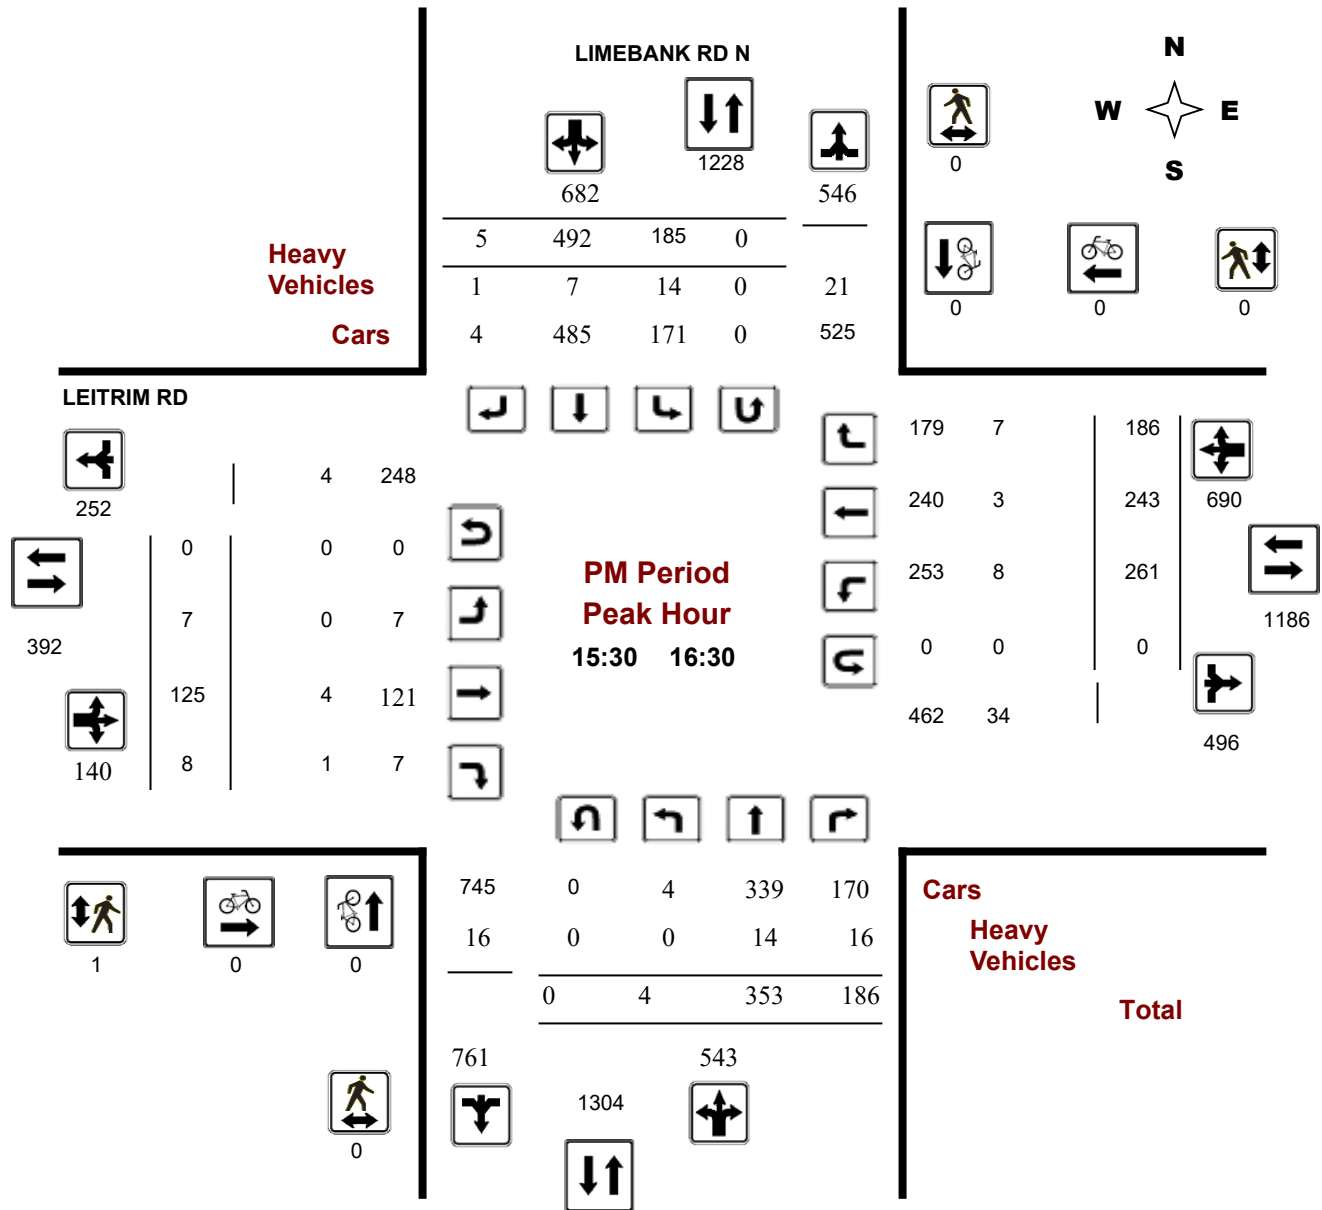 LIMEBANK RD N
N
W E
S
1228
0
682 546
5 492 185 0
Heavy
Vehicles
1 7 14 0 21
Cars
4 485 171 0 525
0 0 0
LEITRIM RD
179 7 186
4 248
252
240 3 243 690
0 0 0
PM Period
253 8 261
7 0 7
Peak Hour
1186
392
15:30 16:30
0 0 0
125 4 121
462 34
496
140 8 1 7
745 0 4 339 170
Cars
16 0 0 14 16
Heavy
Vehicles
1 0 0
0 4 353 186
Total
761 543
1304
0